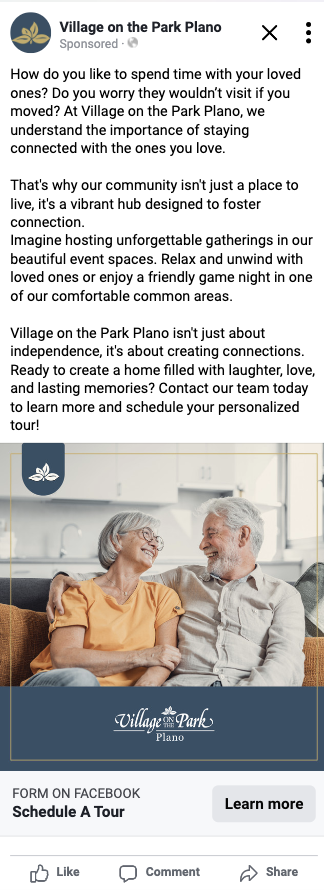 Village on the Park Plano
Sponsored ·
How do you like to spend time with your loved
ones? Do you worry they wouldn’t visit if you
moved? At Village on the Park Plano, we
understand the importance of staying
connected with the ones you love.
That's why our community isn't just a place to
live, it's a vibrant hub designed to foster
connection.
Imagine hosting unforgettable gatherings in our
beautiful event spaces. Relax and unwind with
loved ones or enjoy a friendly game night in one
of our comfortable common areas.
Village on the Park Plano isn't just about
independence, it's about creating connections.
Ready to create a home filled with laughter, love,
and lasting memories? Contact our team today
to learn more and schedule your personalized
tour!
Village ON THE Park
Plano
FORM ON FACEBOOK
Schedule A Tour
Learn more
Like Comment Share